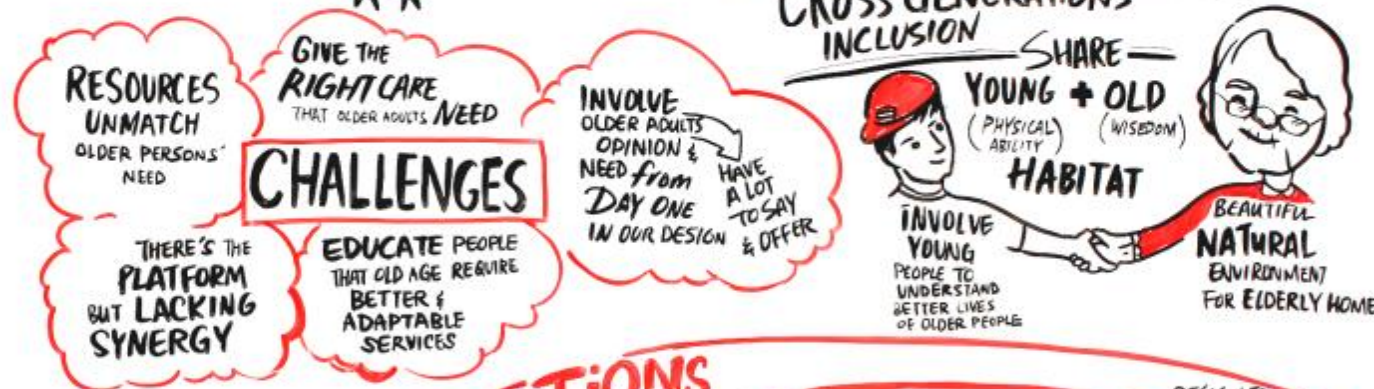 RESOURCES
UNMATCH
OLDER PERSONS'
NEED
GIVE THE
RIGHT CARE
THAT OLDER ADULTS NEED
CHALLENGES
THERE'S THE
PLATFORM
BUT LACKING
SYNERGY
EDUCATE PEOPLE
THAT OLD AGE REQUIRE
BETTER &
ADAPTABLE
SERVICES
INVOLVE
OLDER ADULTS
OPINION &
NEED from
DAY ONE
IN OUR DESIGN
HAVE
A LOT
TO SAY
& OFFER
CROSS GENERATIONS
INCLUSION
SHARE
YOUNG + OLD
(PHYSICAL ABILITY) (WISEDOM)
HABITAT
INVOLVE
YOUNG
PEOPLE TO
UNDERSTAND
BETTER LIVES
OF OLDER PEOPLE
BEAUTIFUL
NATURAL
ENVIRONMENT
FOR ELDERLY HOME